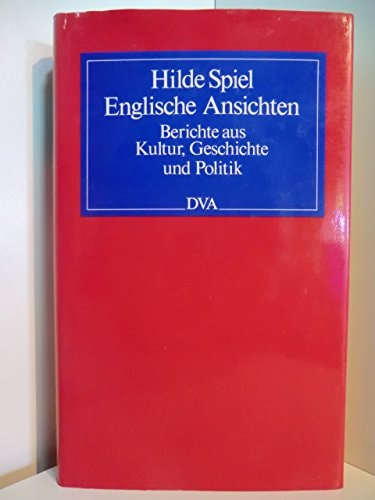 Hilde Spiel
Englische Ansichten
Berichte aus
Kultur, Geschichte
und Politik
DVA